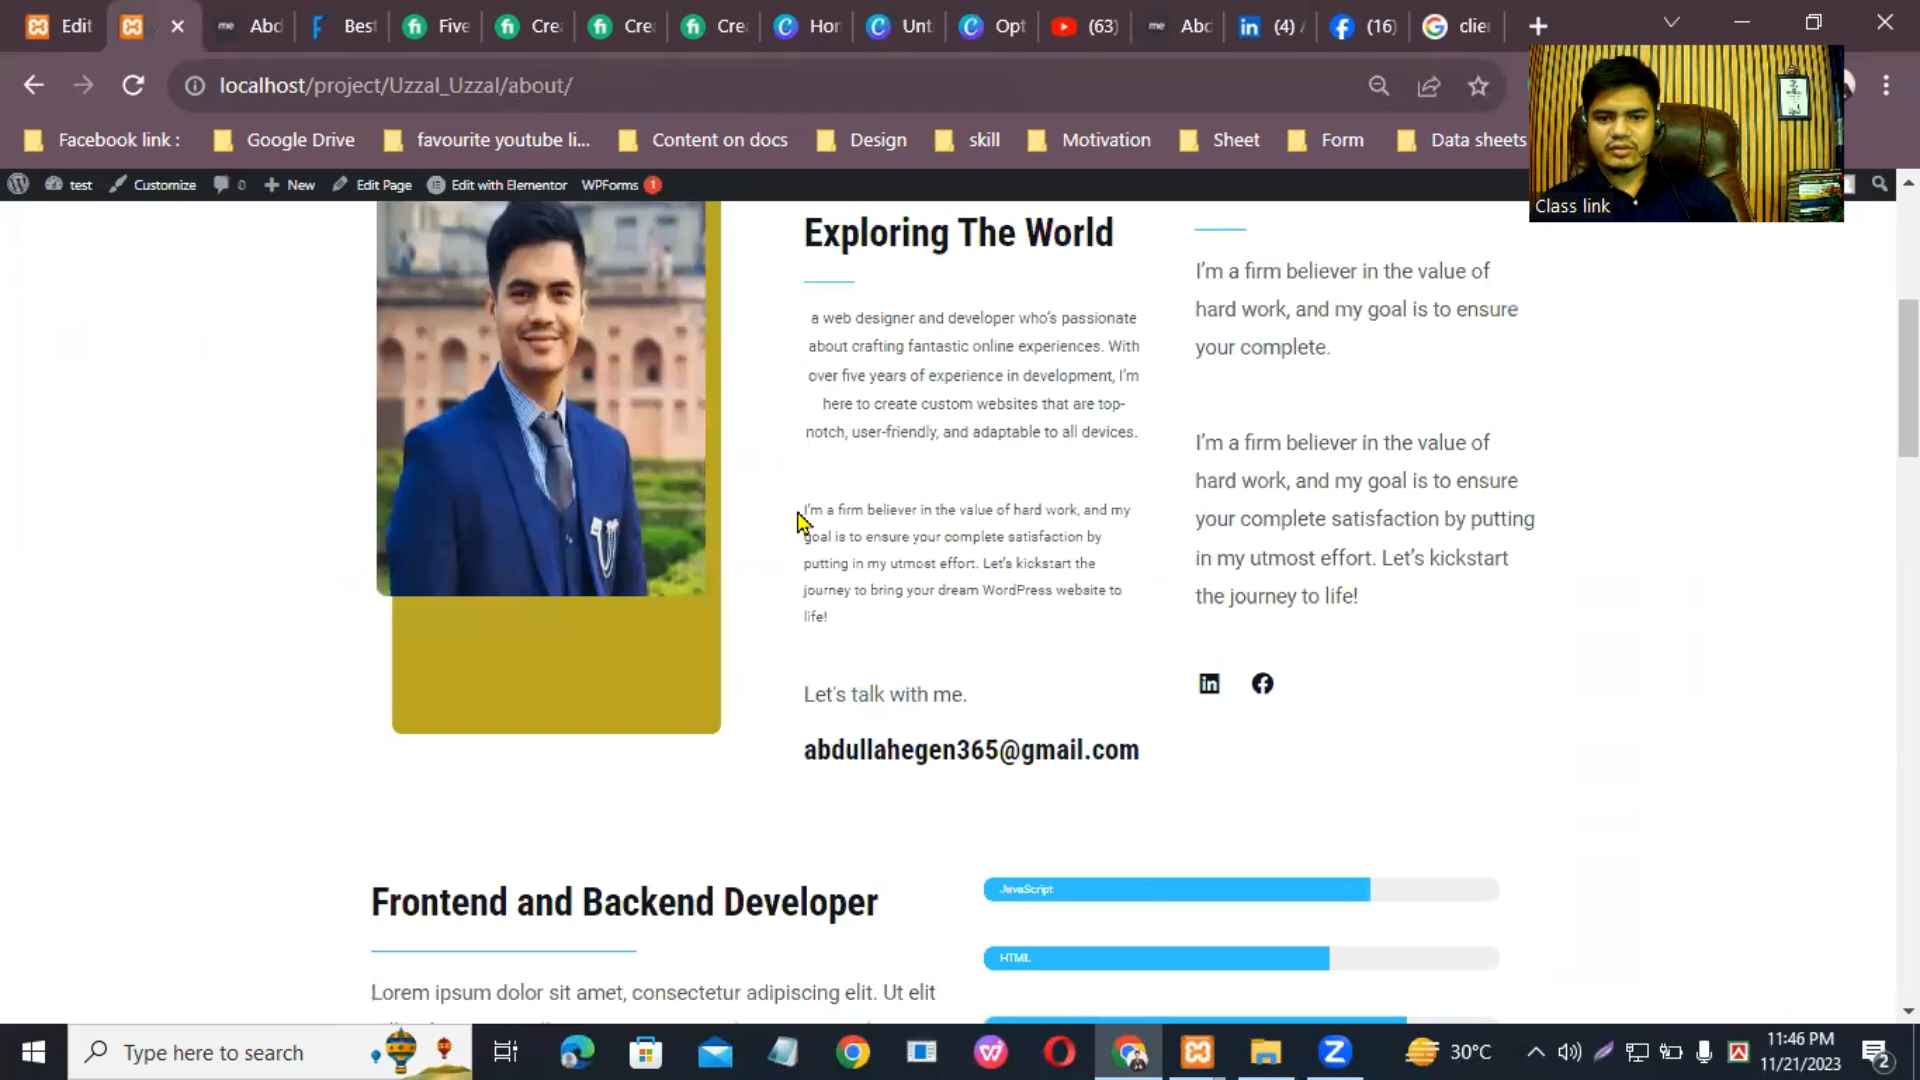 Edit
Abd
Best
Five
Cre
Cre
Cre
Hor
Unt
Opt
(63)
Abd
(4)
(16)
clie
localhost/project/Uzzal_Uzzal/about/
Facebook link :
Google Drive
favourite youtube li...
Content on docs
Design
skill
Motivation
Sheet
Form
Data sheets
test
Customize
0
New
Edit Page
Edit with Elementor
WPForms 1
Class link
Exploring The World
a web designer and developer who's passionate
about crafting fantastic online experiences. With
over five years of experience in development, I'm
here to create custom websites that are top-
notch, user-friendly, and adaptable to all devices.
I'm a firm believer in the value of hard work, and my
goal is to ensure your complete satisfaction by
putting in my utmost effort. Let's kickstart the
journey to bring your dream WordPress website to
life!
Let's talk with me.
abdullahegen365@gmail.com
I'm a firm believer in the value of
hard work, and my goal is to ensure
your complete.
I'm a firm believer in the value of
hard work, and my goal is to ensure
your complete satisfaction by putting
in my utmost effort. Let's kickstart
the journey to life!
Frontend and Backend Developer
Lorem ipsum dolor sit amet, consectetur adipiscing elit. Ut elit
JavaScript
HTML
Type here to search
30°C
11:46 PM
11/21/2023
2